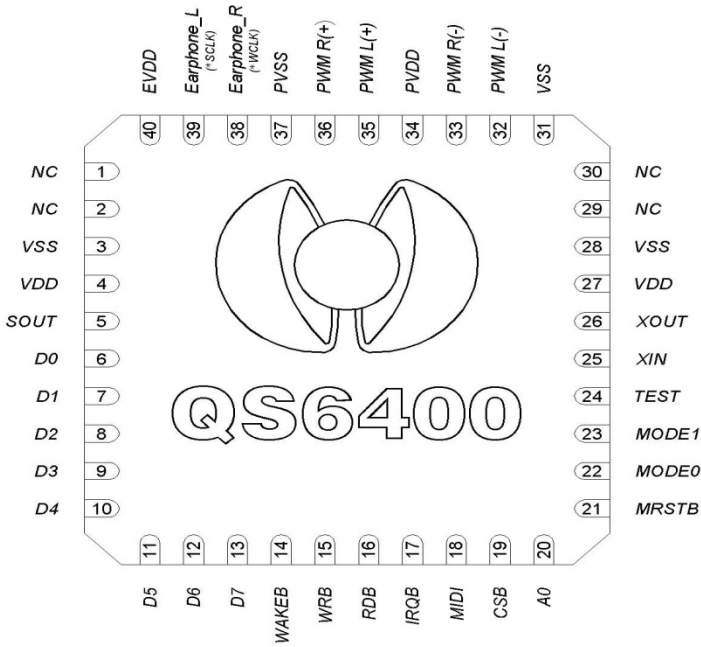 EVDD
Earphone_L
(*SCLK)
Earphone_R
(*WCLK)
PVSS
PWM R(+)
PWM L(+)
PVDD
PWM R(-)
PWM L(-)
VSS
40 39 38 37 36 35 34 33 32 31
NC 1
NC 2
VSS 3
VDD 4
SOUT 5
D0 6
D1 7
D2 8
D3 9
D4 10
30 NC
29 NC
28 VSS
27 VDD
26 XOUT
25 XIN
24 TEST
23 MODE1
22 MODE0
21 MRSTB
QS6400
11 12 13 14 15 16 17 18 19 20
D5
D6
D7
WAKEB
WRB
RDB
IRQB
MIDI
CSB
A0